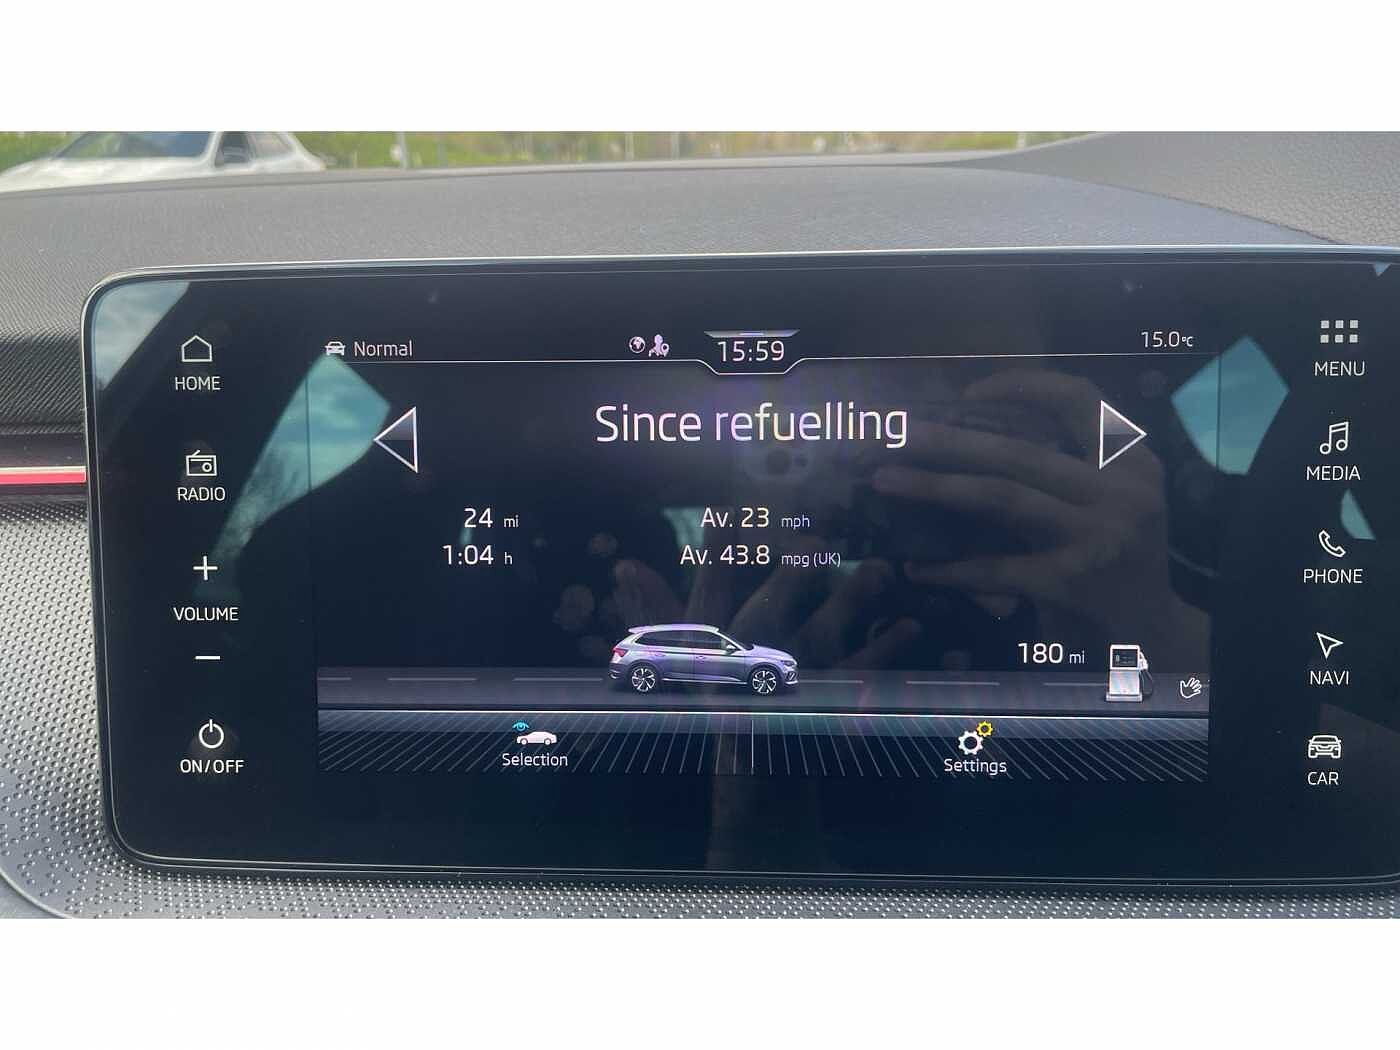 Normal
15:59
15.0°C
HOME
MENU
Since refuelling
RADIO
MEDIA
24 mi
Av. 23 mph
1:04 h
Av. 43.8 mpg (UK)
PHONE
VOLUME
180 mi
NAVI
ON/OFF
Selection
Settings
CAR